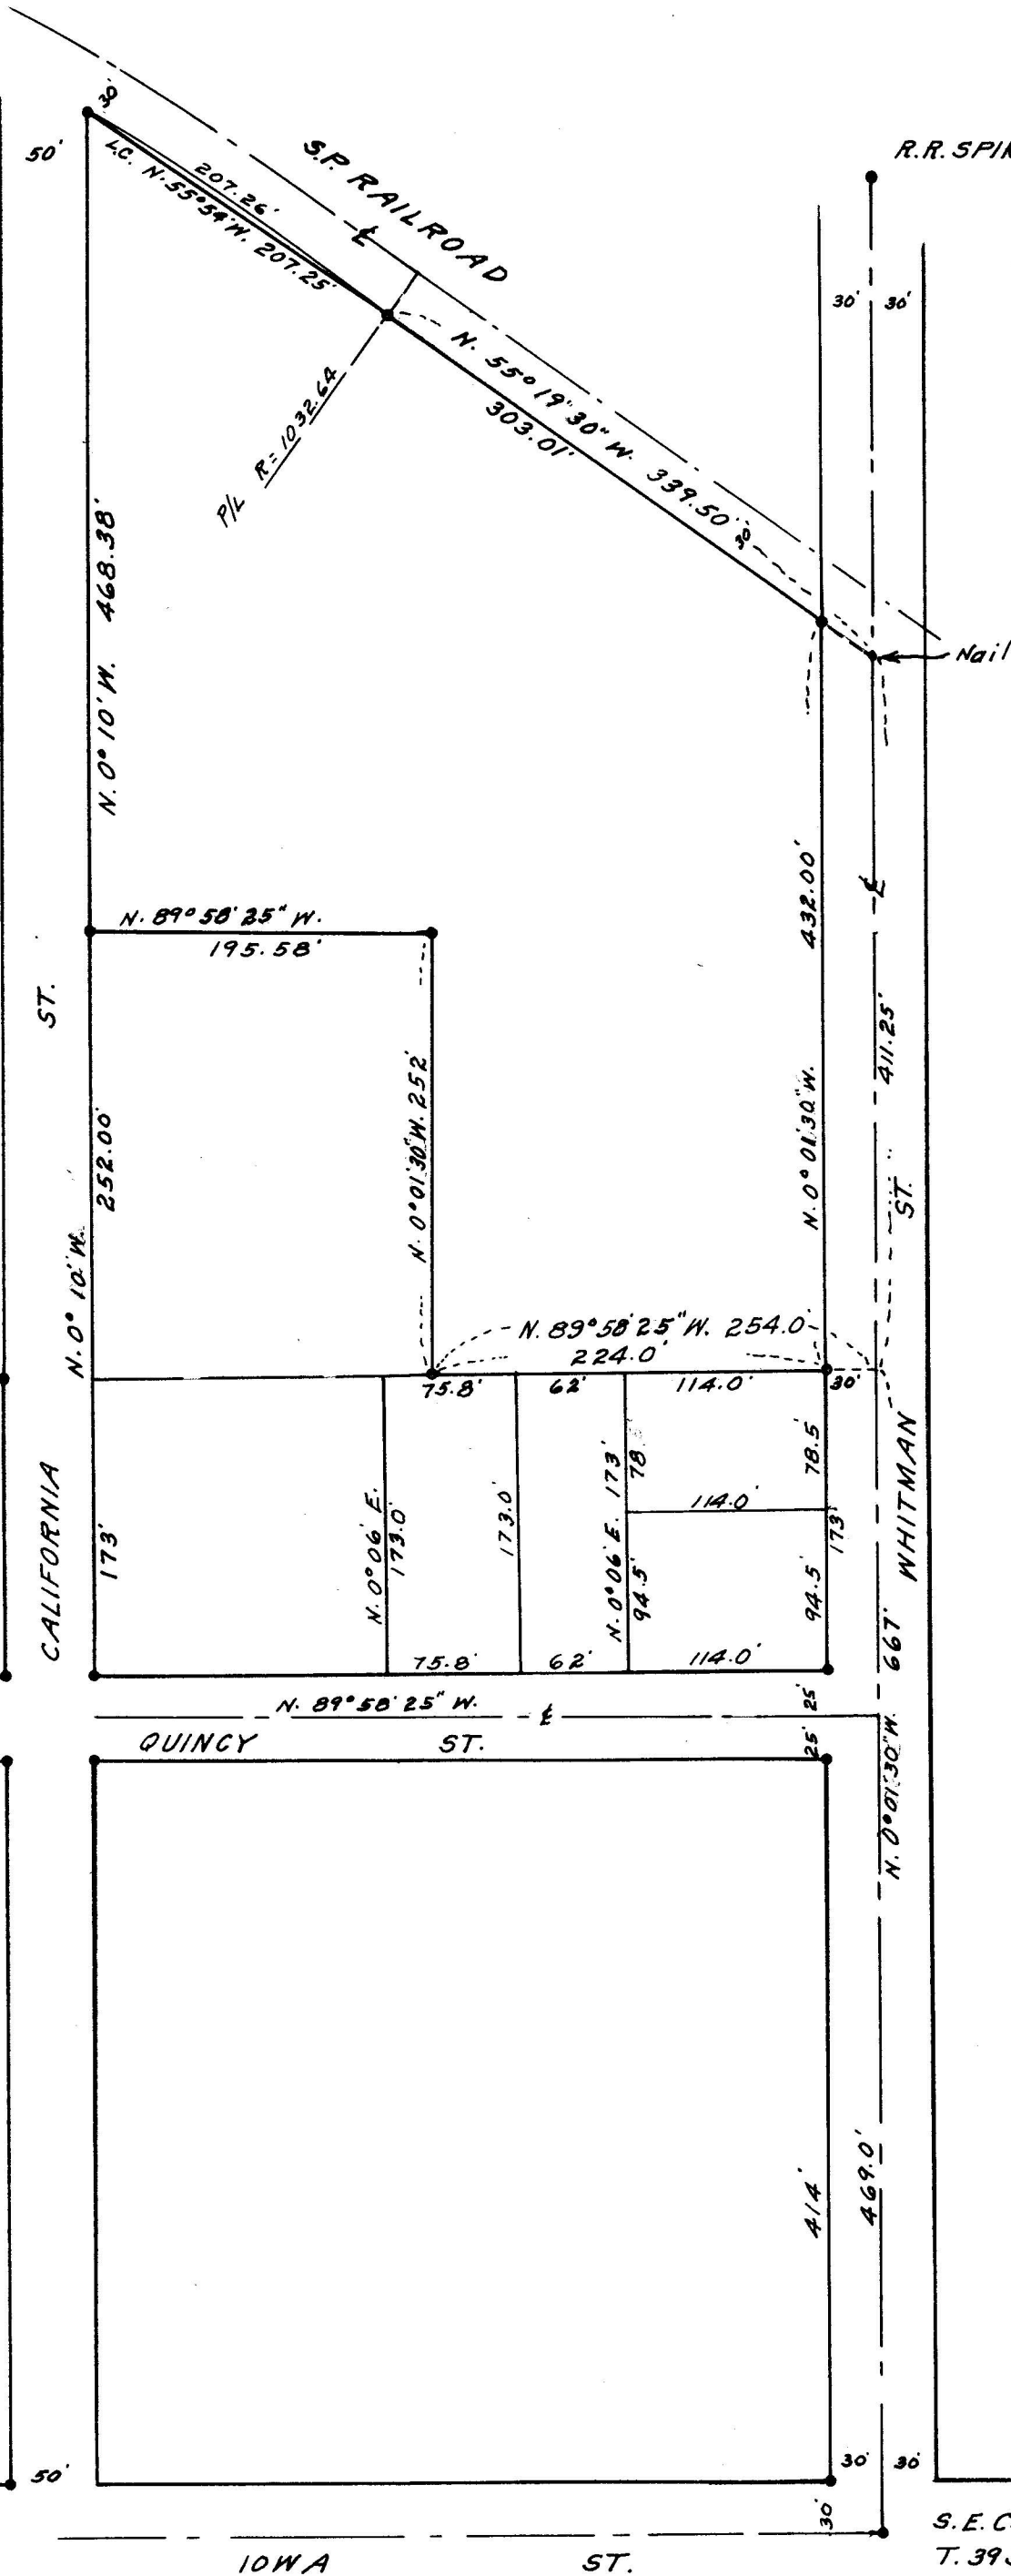 30'
50'
S.P. RAILROAD
R.R. SPI
207.26'
L.C. N. 55° 54' W. 207.25'
30' 30'
N. 55° 19' 30" W. 339.50'
303.01'
30'
P/L R=1032.64
Nail
N. 0° 10' W. 468.38'
432.00'
N. 89° 58' 25" W.
195.58'
ST.
411.25'
N. 0° 01' 30" W. 252'
N. 0° 01' 30" W.
252.00'
N. 0° 10' W.
ST.
N. 89° 58' 25" W. 254.0'
224.0'
75.8' 62' 114.0' 30'
WHITMAN
CALIFORNIA
173'
N. 0° 06' E.
173.0'
173.0'
N. 0° 06' E. 173'
78.
94.5'
114.0'
78.5'
173'
94.5'
75.8' 62' 114.0'
667'
N. 89° 58' 25" W.
25'
25'
QUINCY ST.
N. 0° 01' 30" W.
414'
469.0'
50'
30' 30'
30'
S. E. C
T. 39
IOWA ST.